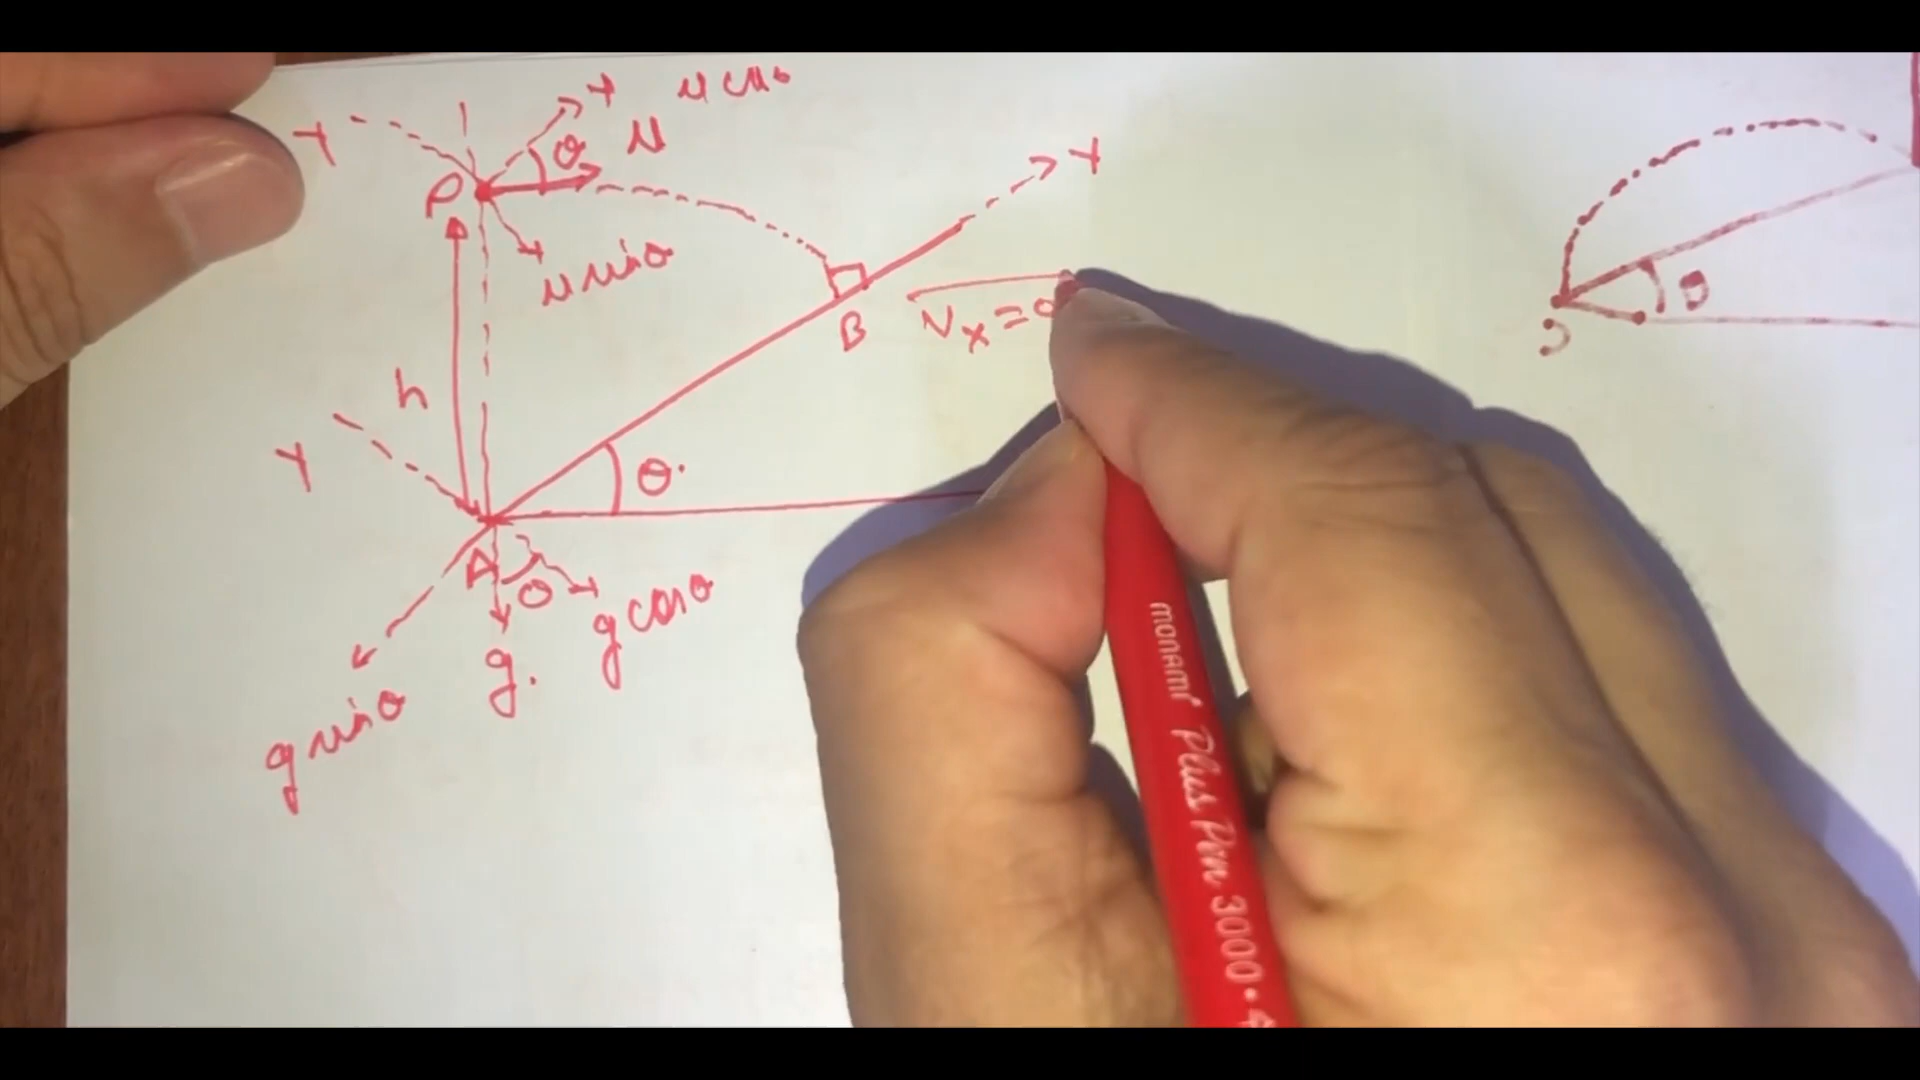 x u cosθ
y θ u
P
u sinθ
x
h B Vx=0
y θ
A θ
g cosθ
g sinθ g
θ
monami Plus Pen 3000